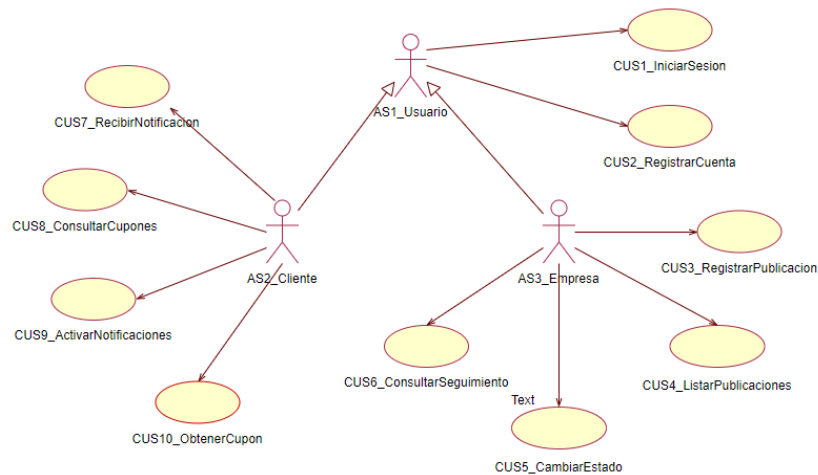 CUS1_IniciarSesion
AS1_Usuario
CUS7_RecibirNotificacion
CUS2_RegistrarCuenta
CUS8_ConsultarCupones
AS2_Cliente
AS3_Empresa
CUS3_RegistrarPublicacion
CUS9_ActivarNotificaciones
CUS6_ConsultarSeguimiento
CUS4_ListarPublicaciones
Text
CUS10_ObtenerCupon
CUS5_CambiarEstado